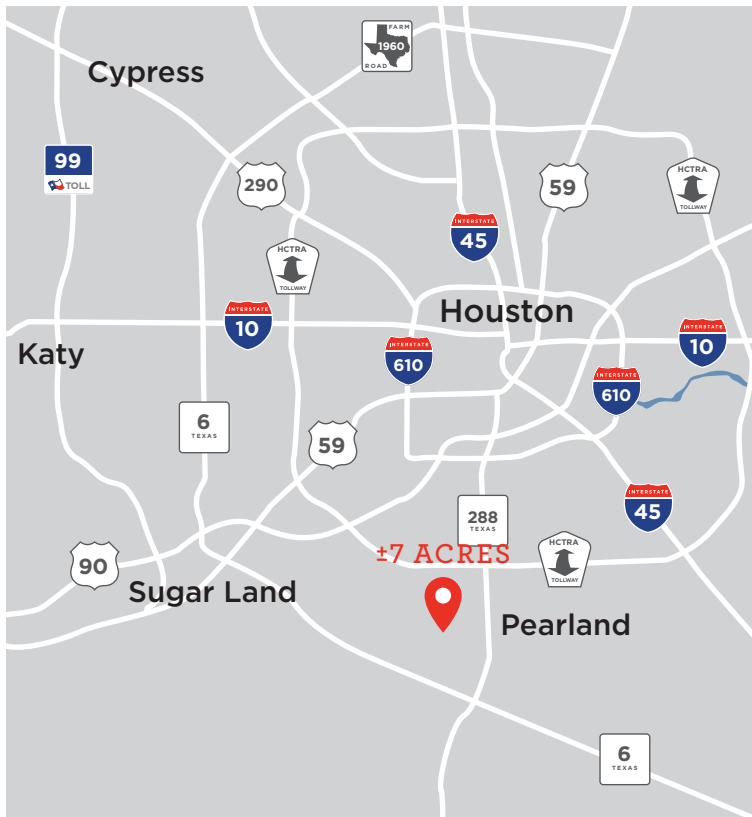 FARM
1960
ROAD
Cypress
99
TOLL
290
59
HCTRA
TOLLWAY
INTERSTATE
45
HCTRA
TOLLWAY
Houston
INTERSTATE
10
INTERSTATE
610
INTERSTATE
10
Katy
INTERSTATE
610
6
TEXAS
59
INTERSTATE
45
288
TEXAS
HCTRA
TOLLWAY
±7 ACRES
90
Sugar Land
Pearland
6
TEXAS